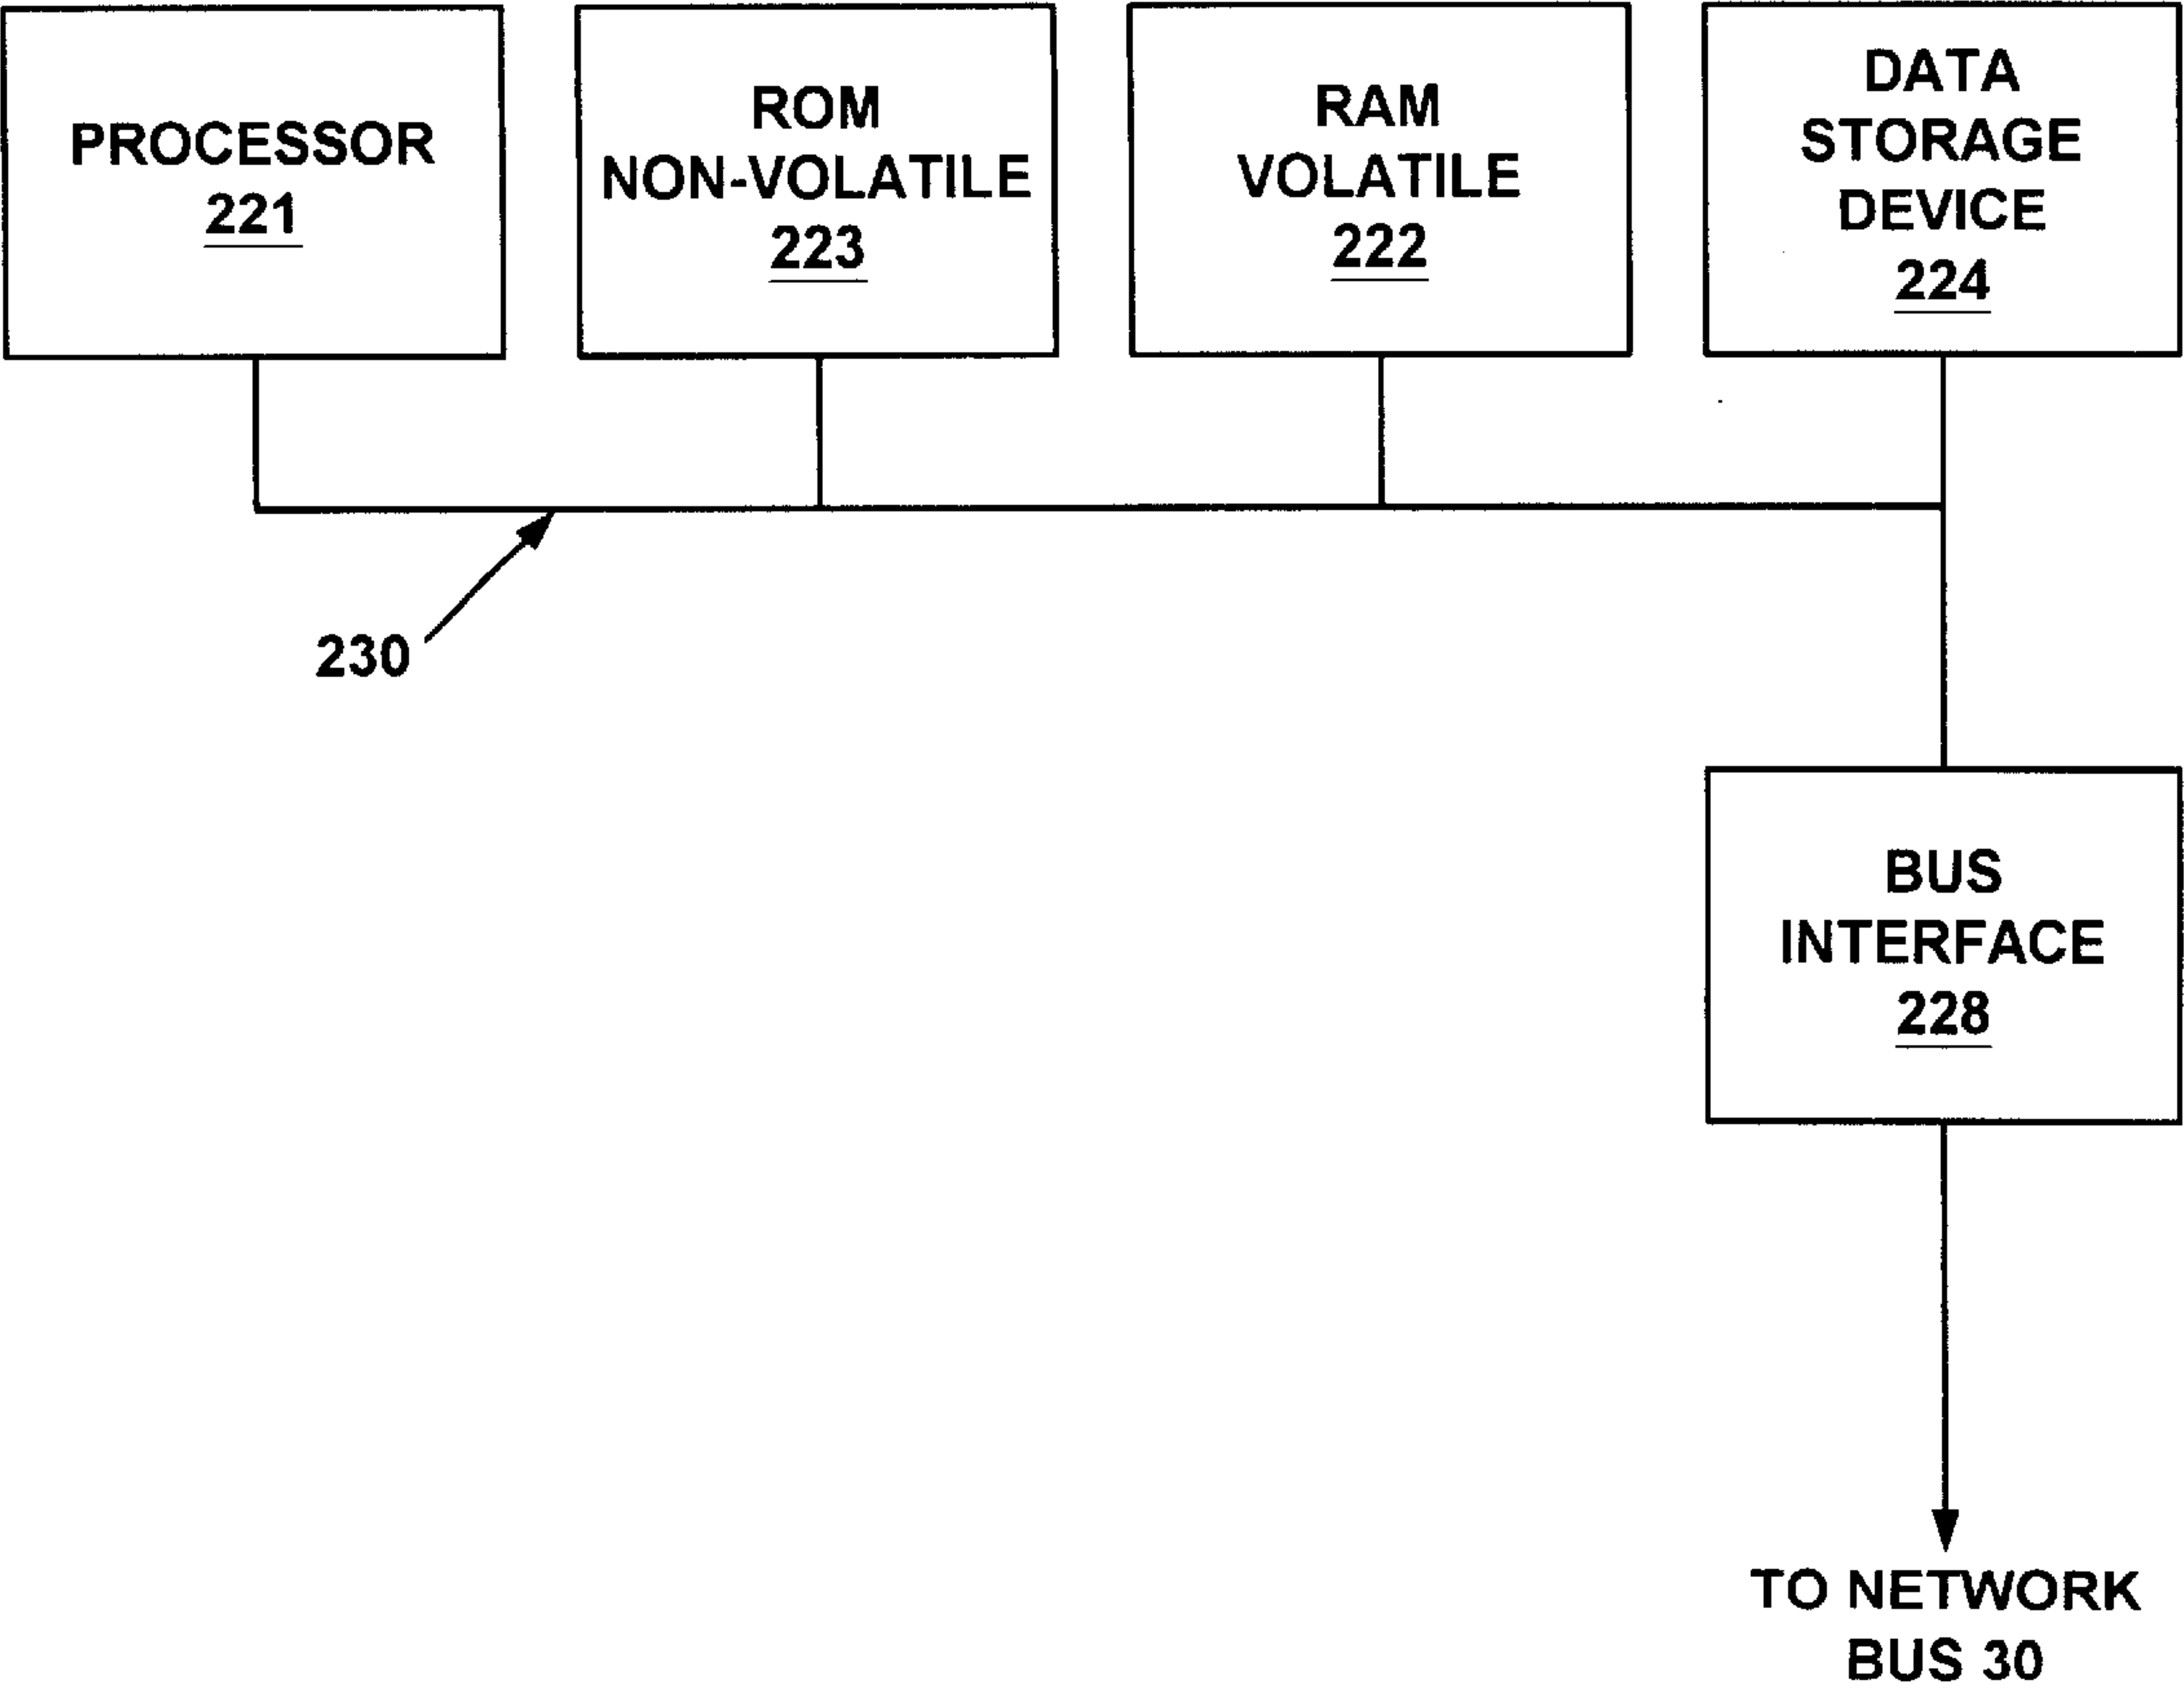 PROCESSOR
221
ROM
NON-VOLATILE
223
RAM
VOLATILE
222
DATA
STORAGE
DEVICE
224
230
BUS
INTERFACE
228
TO NETWORK
BUS 30